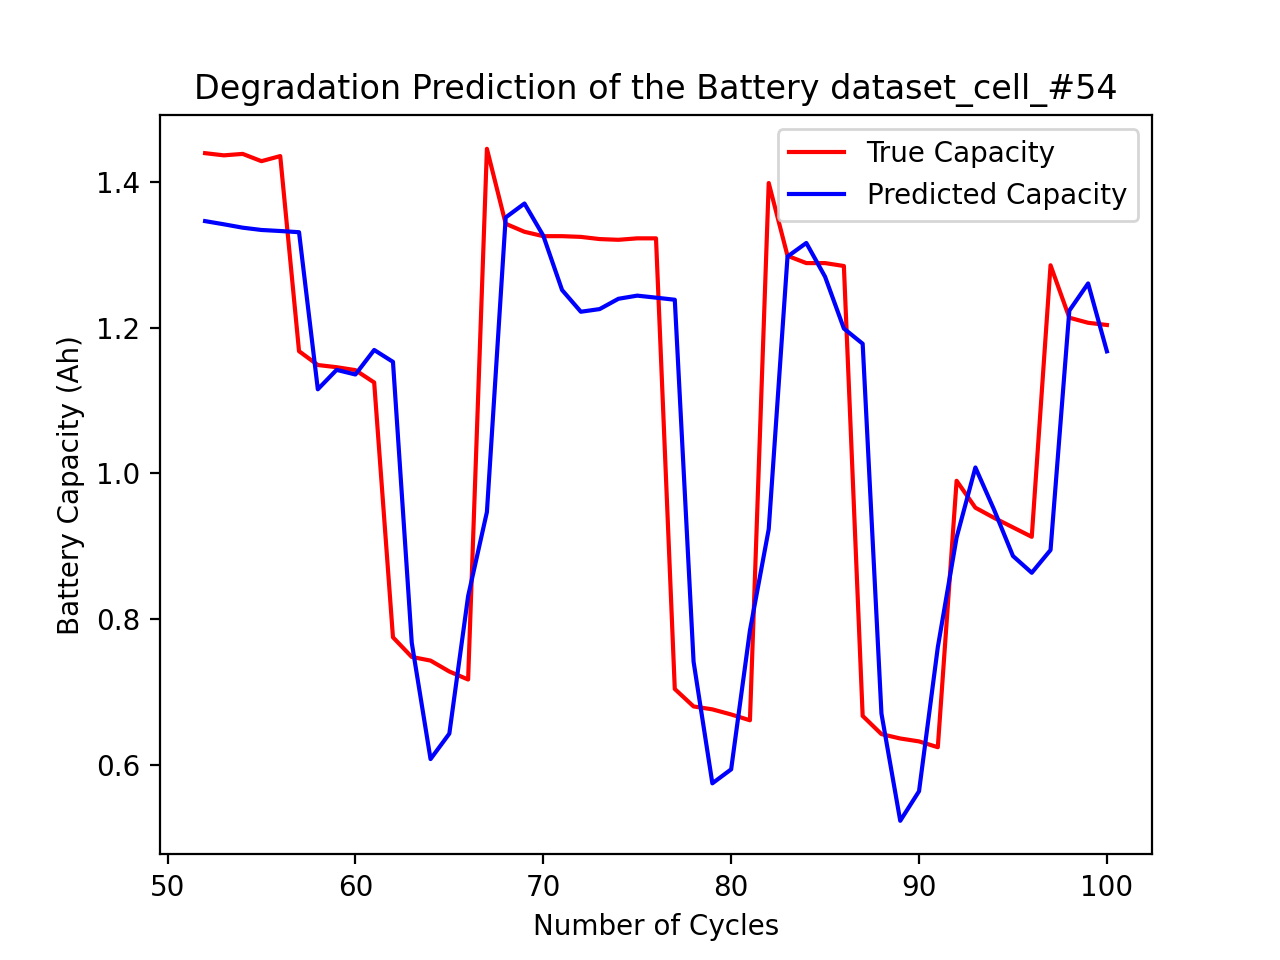 Degradation Prediction of the Battery dataset_cell_#54
True Capacity
Predicted Capacity
Battery Capacity (Ah)
1.4
1.2
1.0
0.8
0.6
50 60 70 80 90 100
Number of Cycles